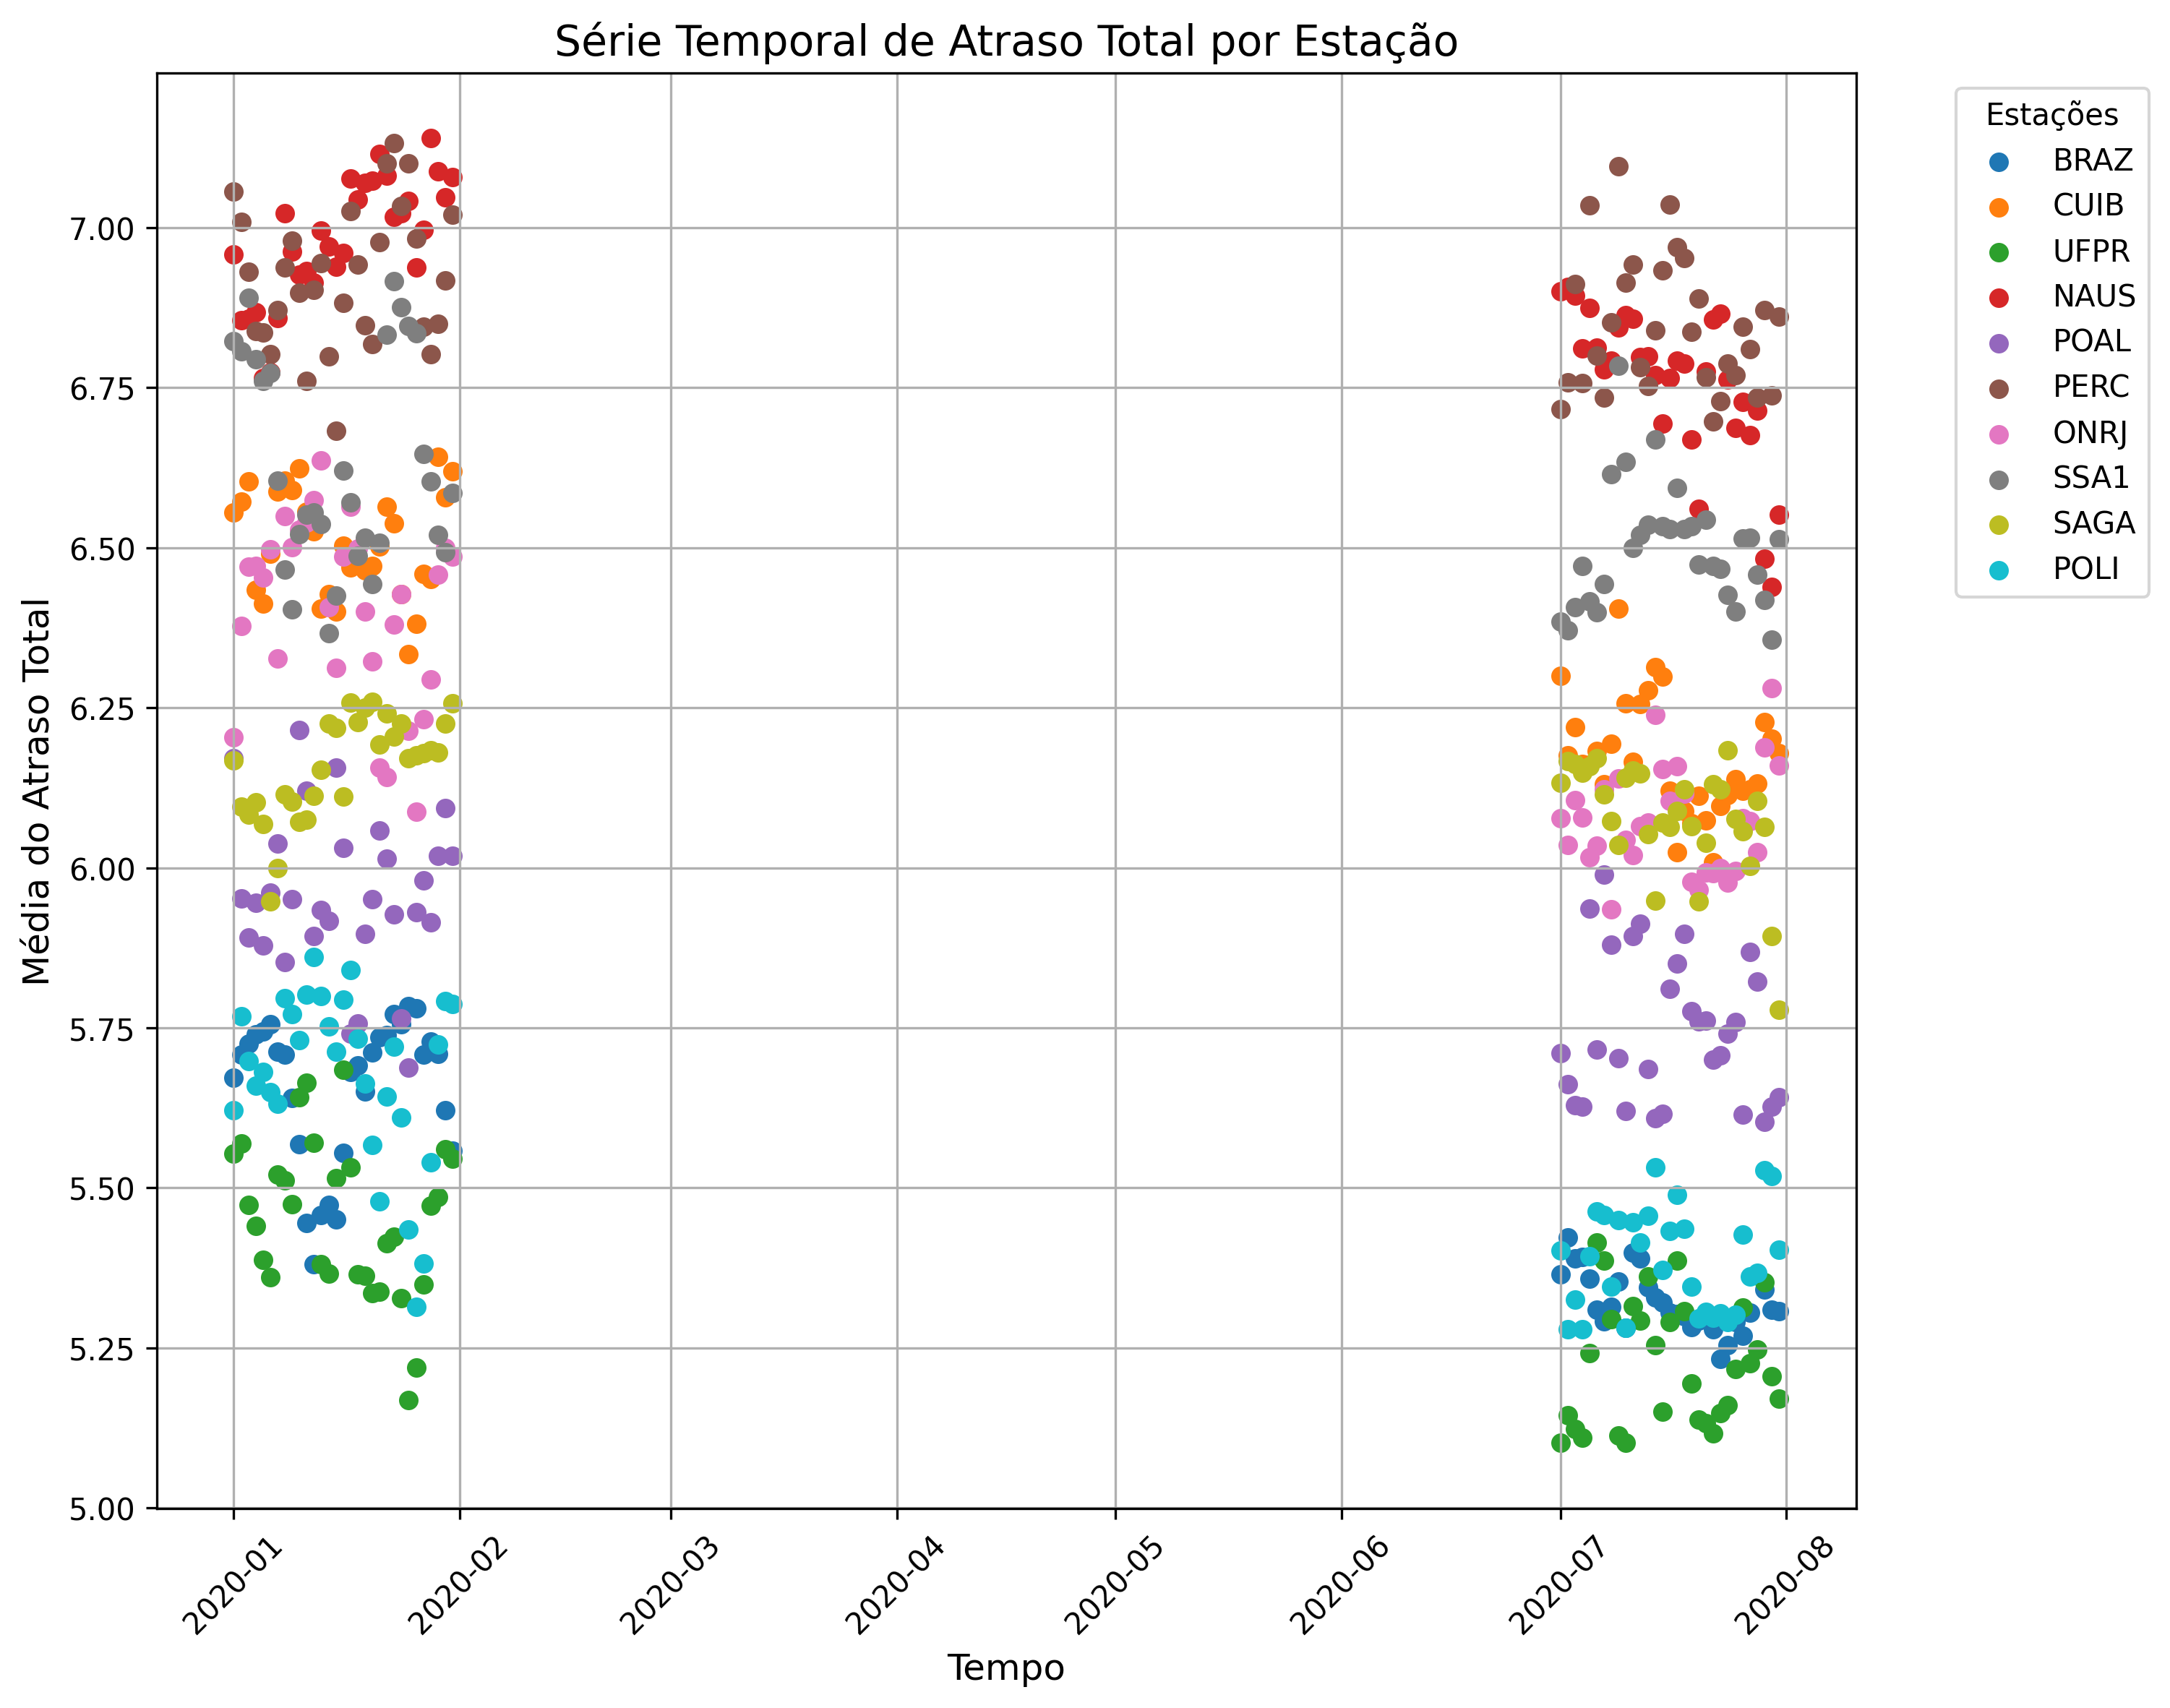 Série Temporal de Atraso Total por Estação
Média do Atraso Total
7.00
6.75
6.50
6.25
6.00
5.75
5.50
5.25
5.00
2020-01
2020-02
2020-03
2020-04
2020-05
2020-06
2020-07
2020-08
Tempo
Estações
BRAZ
CUIB
UFPR
NAUS
POAL
PERC
ONRJ
SSA1
SAGA
POLI